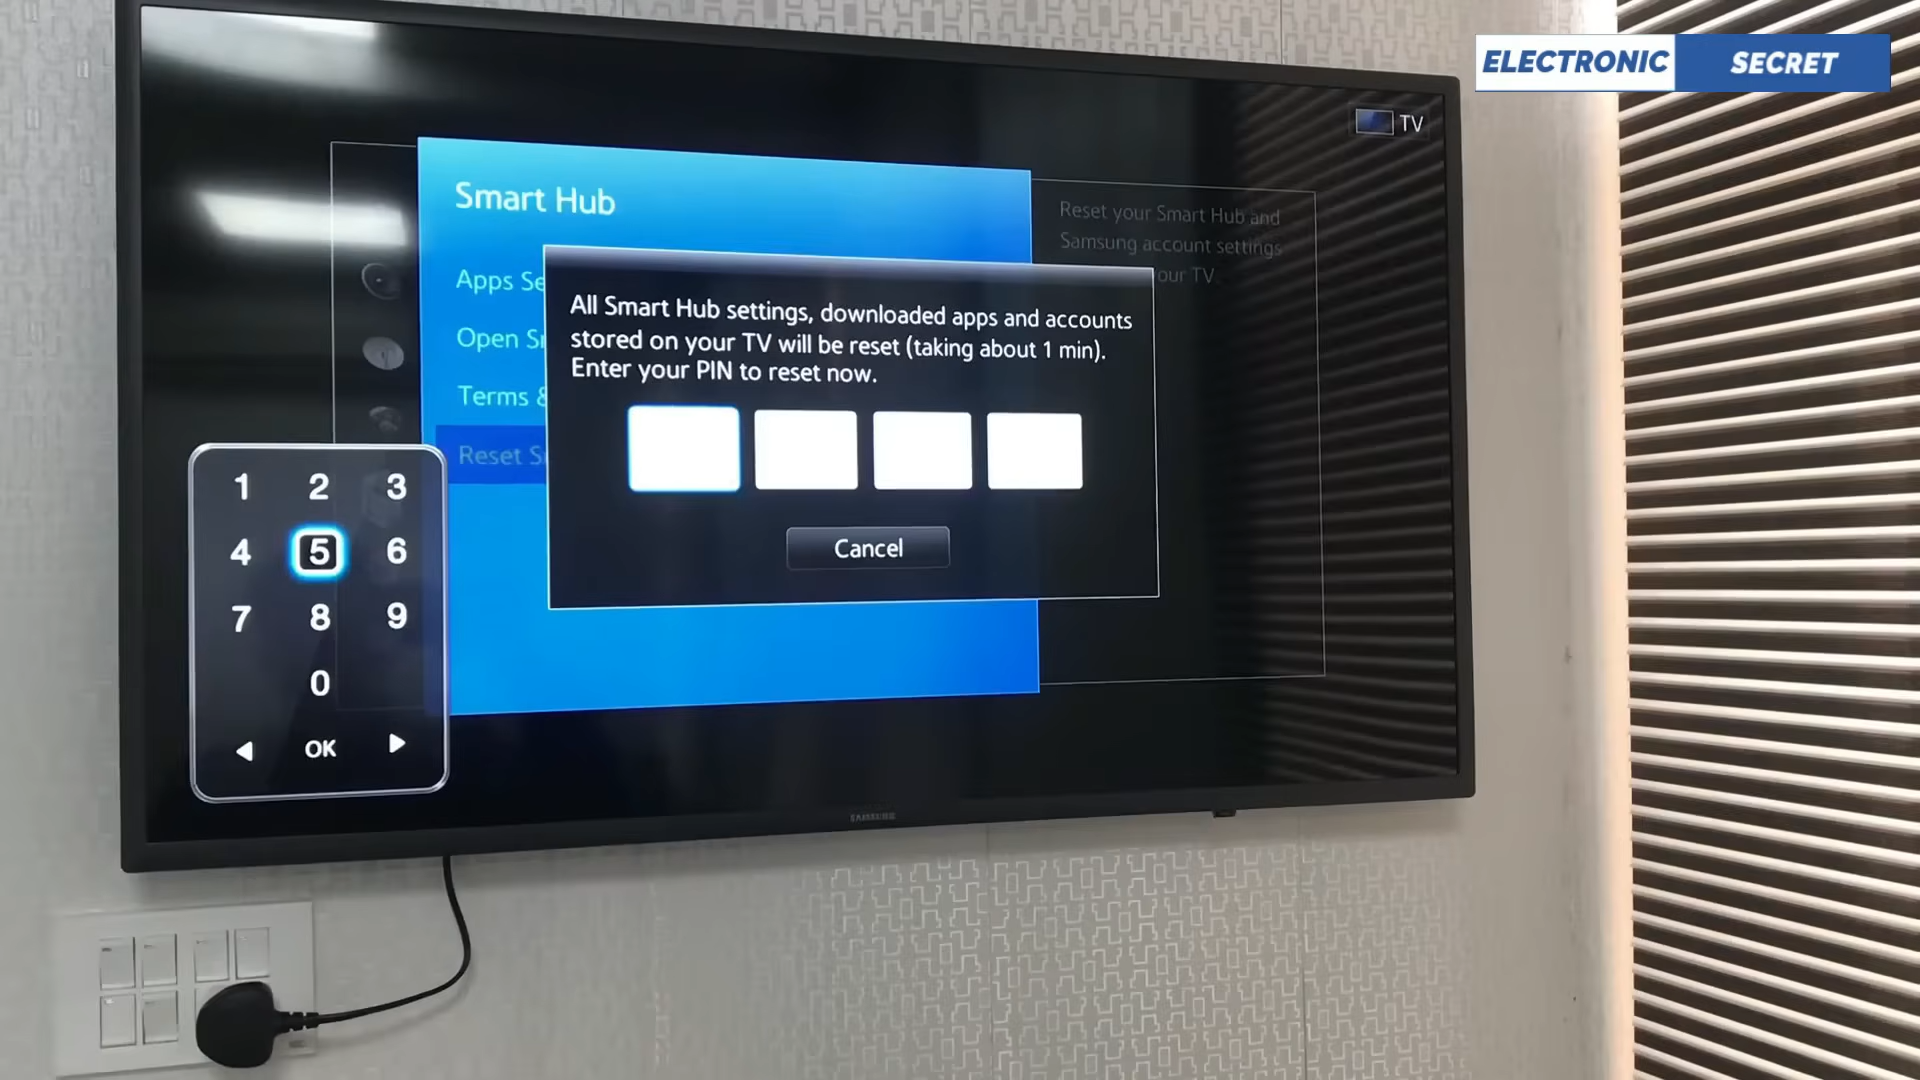 ELECTRONIC SECRET
TV
Smart Hub
Reset your Smart Hub and
Samsung account settings
our TV.
Apps Se
Open Sr
Terms &
Reset S
All Smart Hub settings, downloaded apps and accounts
stored on your TV will be reset (taking about 1 min).
Enter your PIN to reset now.
Cancel
1 2 3
4 5 6
7 8 9
0
◀ OK ▶
SAMSUNG